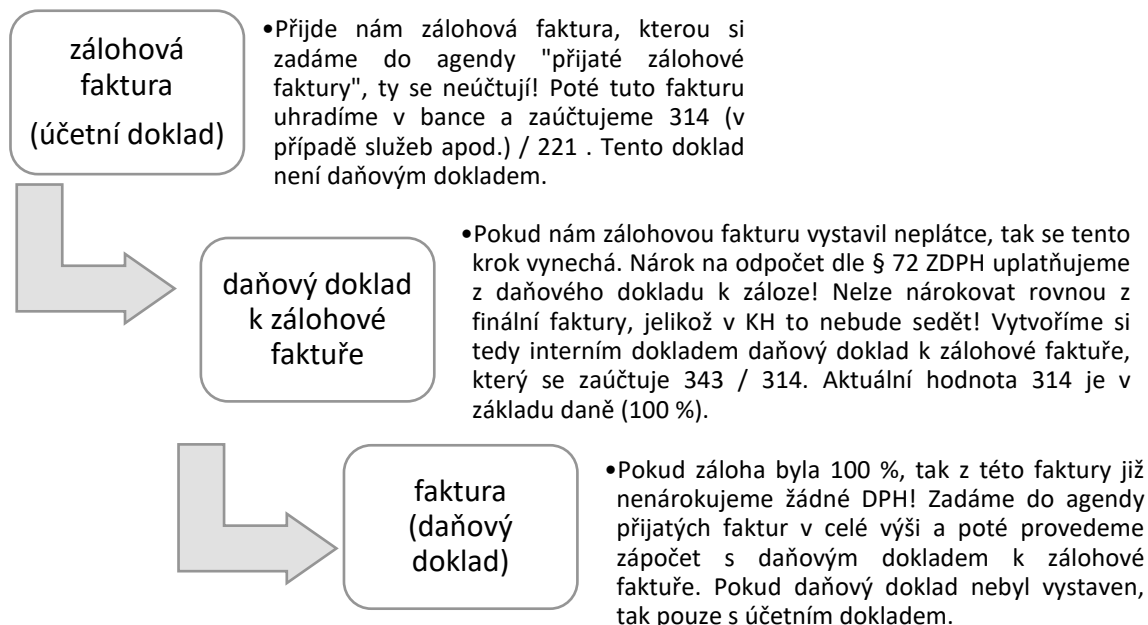 zálohová
faktura
(účetní doklad)
•Přijde nám zálohová faktura, kterou si
zadáme do agendy "přijaté zálohové
faktury", ty se neúčtují! Poté tuto fakturu
uhradíme v bance a zaúčtujeme 314 (v
případě služeb apod.) / 221 . Tento doklad
není daňovým dokladem.
daňový doklad
k zálohové
faktuře
•Pokud nám zálohovou fakturu vystavil neplátce, tak se tento
krok vynechá. Nárok na odpočet dle § 72 ZDPH uplatňujeme
z daňového dokladu k záloze! Nelze nárokovat rovnou z
finální faktury, jelikož v KH to nebude sedět! Vytvoříme si
tedy interním dokladem daňový doklad k zálohové faktuře,
který se zaúčtuje 343 / 314. Aktuální hodnota 314 je v
základu daně (100 %).
faktura
(daňový
doklad)
•Pokud záloha byla 100 %, tak z této faktury již
nenárokujeme žádné DPH! Zadáme do agendy
přijatých faktur v celé výši a poté provedeme
zápočet s daňovým dokladem k zálohové
faktuře. Pokud daňový doklad nebyl vystaven,
tak pouze s účetním dokladem.